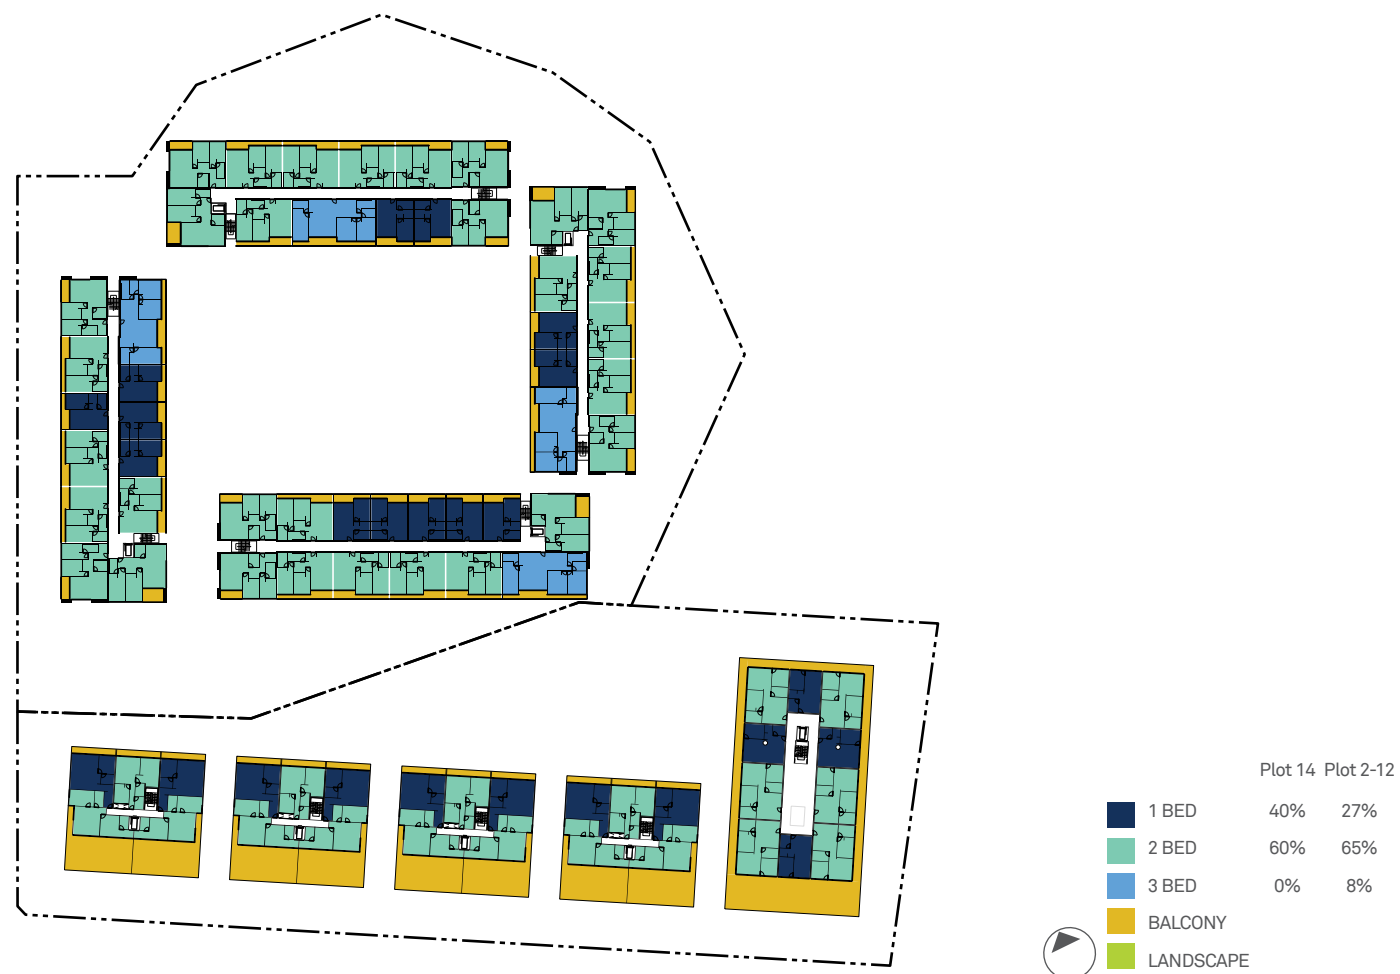 Plot 14 Plot 2-12
1 BED 40% 27%
2 BED 60% 65%
3 BED 0% 8%
BALCONY
LANDSCAPE